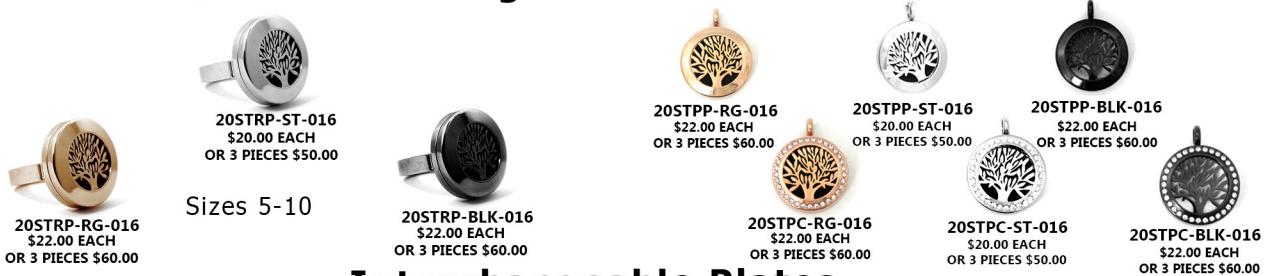 20STRP-ST-016
$20.00 EACH
OR 3 PIECES $50.00
20STRP-RG-016
$22.00 EACH
OR 3 PIECES $60.00
Sizes 5-10
20STRP-BLK-016
$22.00 EACH
OR 3 PIECES $60.00
20STPP-RG-016
$22.00 EACH
OR 3 PIECES $60.00
20STPP-ST-016
$20.00 EACH
OR 3 PIECES $50.00
20STPP-BLK-016
$22.00 EACH
OR 3 PIECES $60.00
20STPC-RG-016
$22.00 EACH
OR 3 PIECES $60.00
20STPC-ST-016
$20.00 EACH
OR 3 PIECES $50.00
20STPC-BLK-016
$22.00 EACH
OR 3 PIECES $60.00